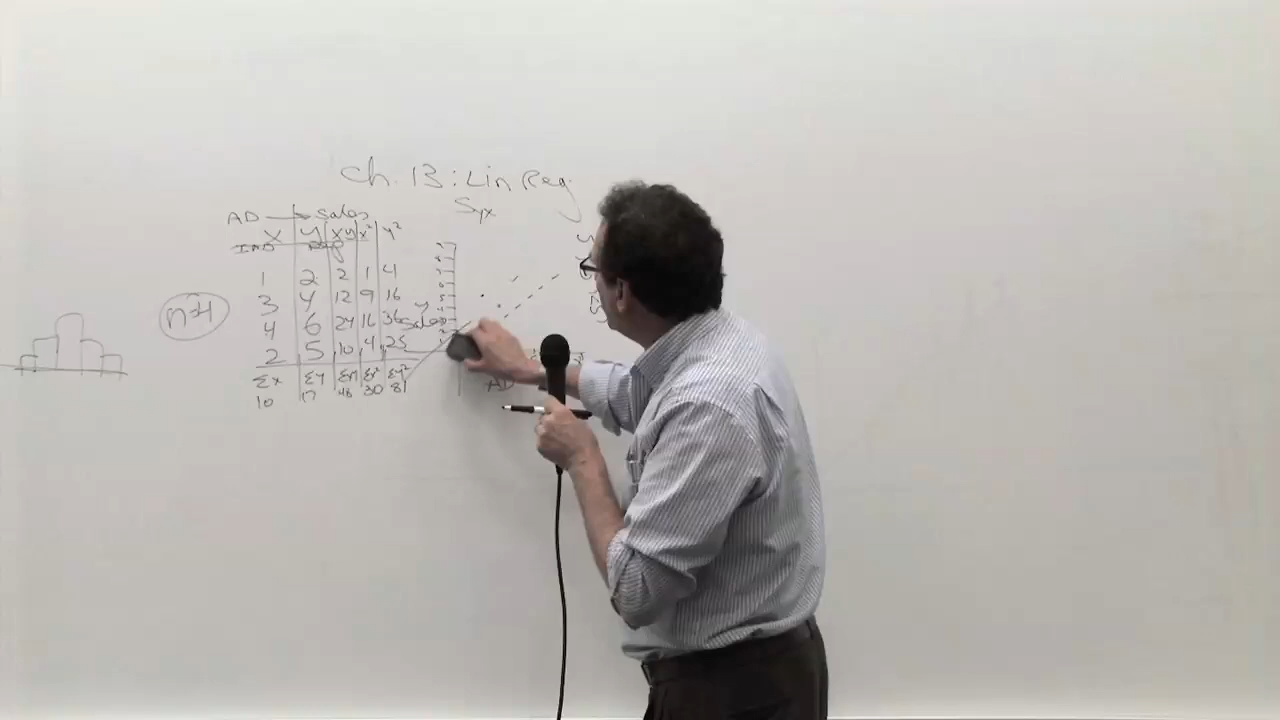 Ch. 13: Lin Reg
Syx
AD → Sales
X Y XY X² Y²
1 2 2 1 4
3 4 12 9 16
4 6 24 16 36
2 5 10 4 25
Σx Σy Σxy Σx² Σy²
10 17 48 30 81
n=4
Y
Sales
AD